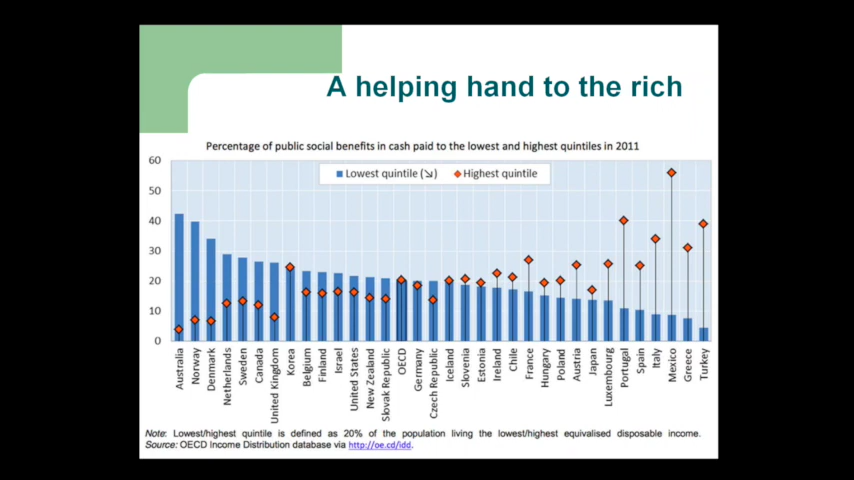 A helping hand to the rich
Percentage of public social benefits in cash paid to the lowest and highest quintiles in 2011
Lowest quintile (↘) Highest quintile
60
50
40
30
20
10
0
Australia
Norway
Denmark
Netherlands
Sweden
Canada
United Kingdom
Korea
Belgium
Finland
Israel
United States
New Zealand
Slovak Republic
OECD
Germany
Czech Republic
Iceland
Slovenia
Estonia
Ireland
Chile
France
Hungary
Poland
Austria
Japan
Luxembourg
Portugal
Spain
Italy
Mexico
Greece
Turkey
Note: Lowest/highest quintile is defined as 20% of the population living the lowest/highest equivalised disposable income.
Source: OECD Income Distribution database via http://oe.cd/idd.